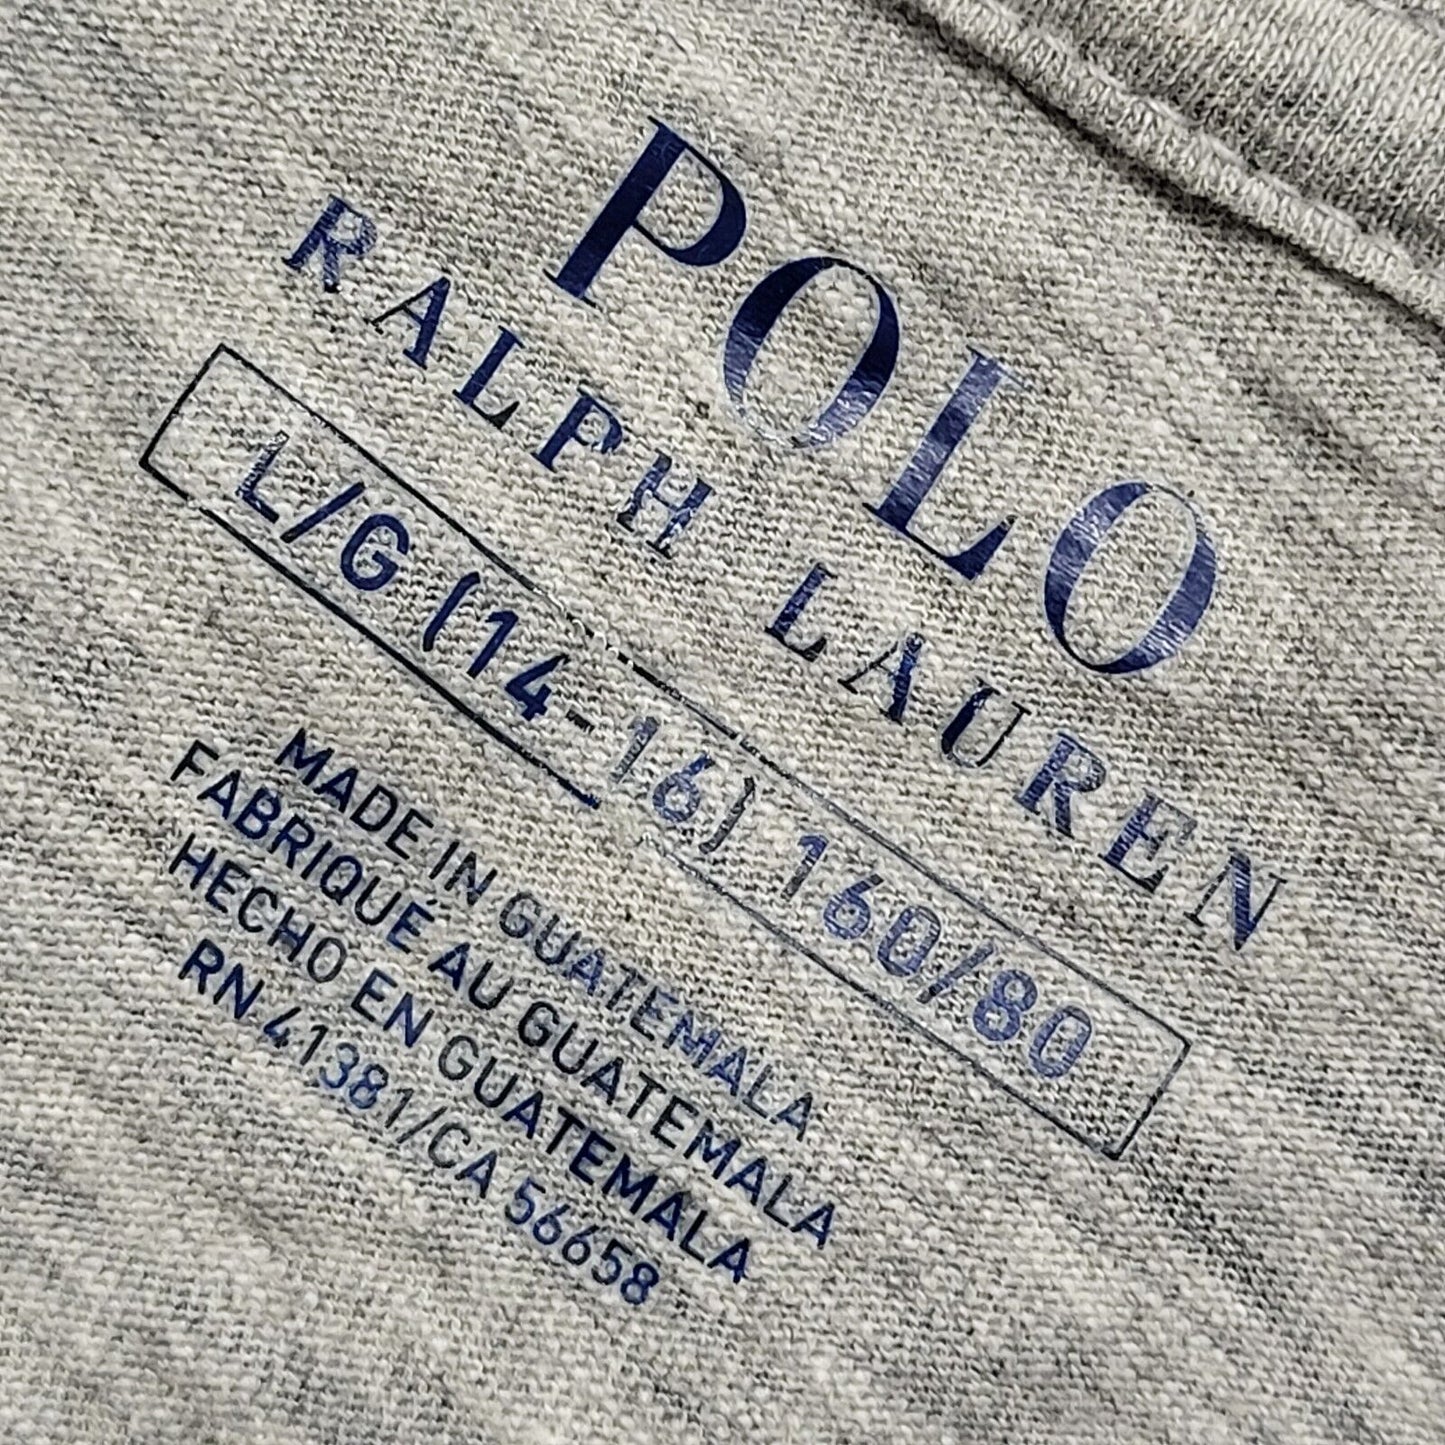 POLO
RALPH LAUREN
L/G (14-16) 160/80
MADE IN GUATEMALA
FABRIQUÉ AU GUATEMALA
HECHO EN GUATEMALA
RN 41381/CA 56658